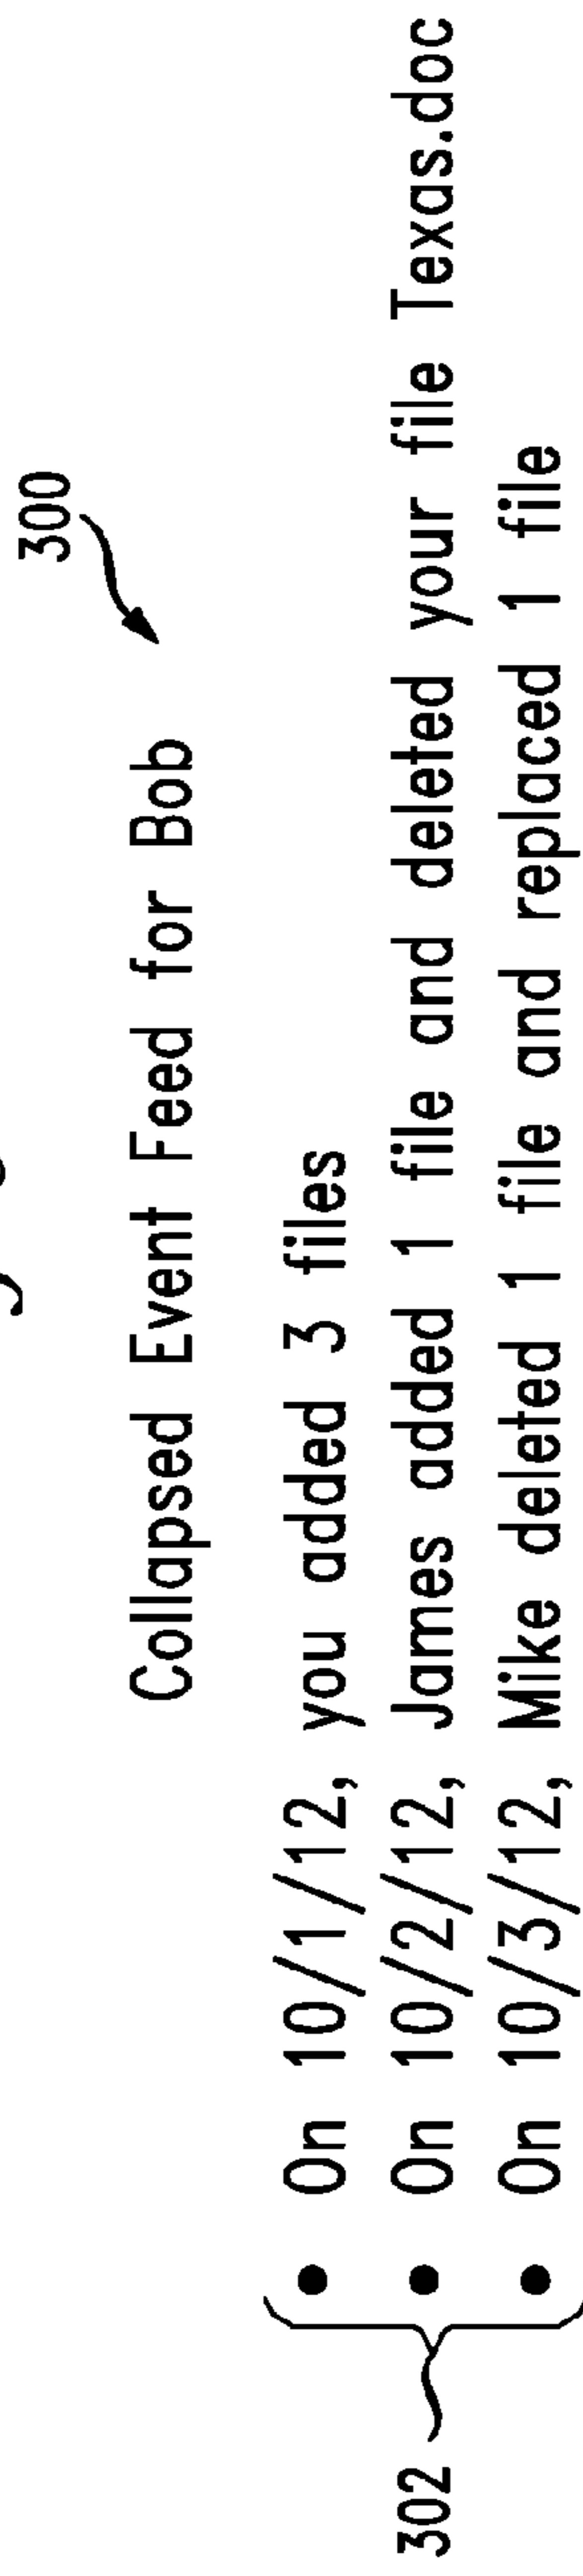 300
Collapsed Event Feed for Bob
• On 10/1/12, you added 3 files
• On 10/2/12, James added 1 file and deleted your file Texas.doc
• On 10/3/12, Mike deleted 1 file and replaced 1 file
302